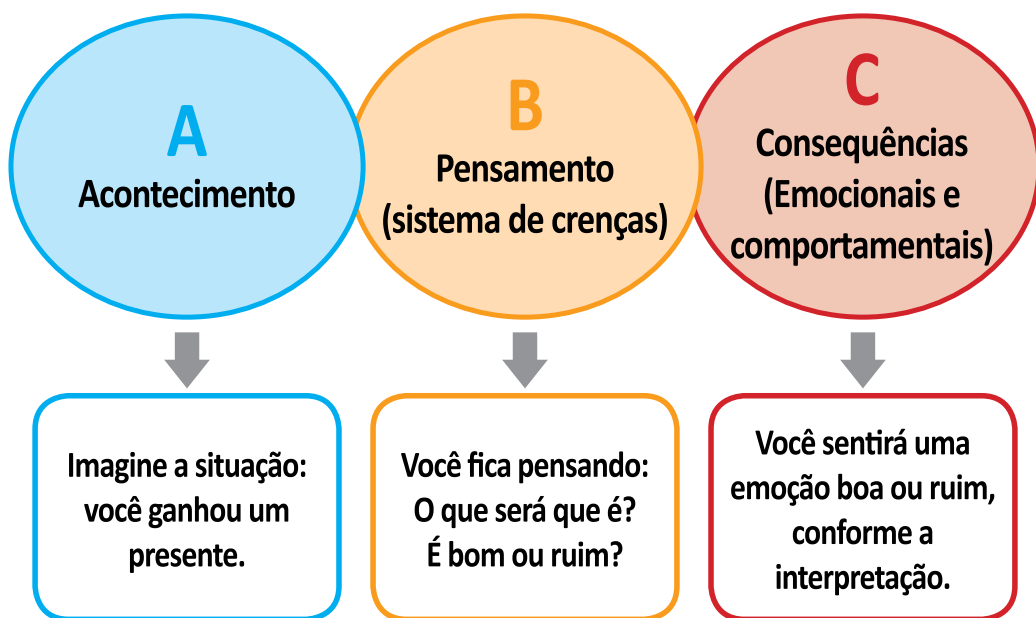 A
Acontecimento
B
Pensamento
(sistema de crenças)
C
Consequências
(Emocionais e
comportamentais)
Imagine a situação:
você ganhou um
presente.
Você fica pensando:
O que será que é?
É bom ou ruim?
Você sentirá uma
emoção boa ou ruim,
conforme a
interpretação.